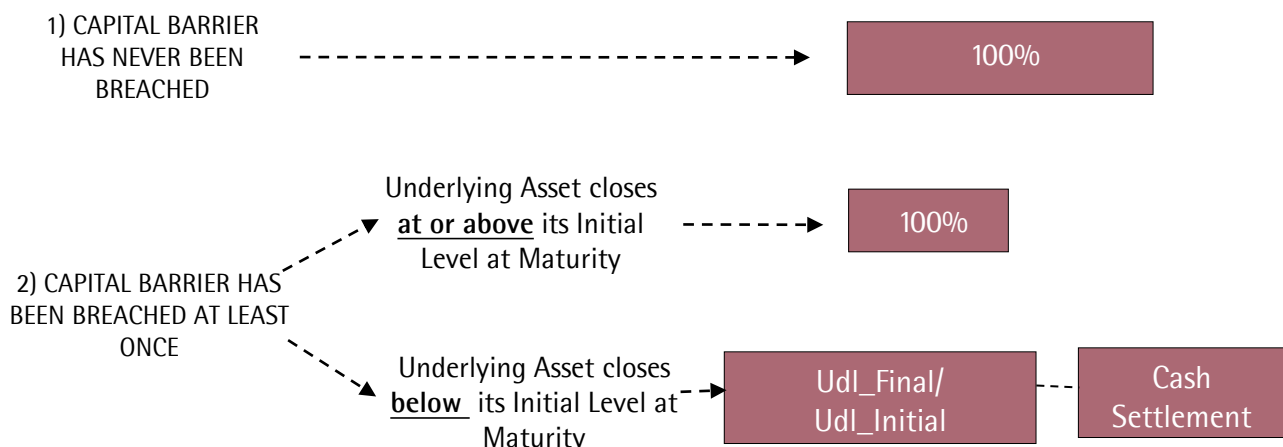 1) CAPITAL BARRIER
HAS NEVER BEEN
BREACHED
100%
Underlying Asset closes
at or above its Initial
Level at Maturity
100%
2) CAPITAL BARRIER HAS
BEEN BREACHED AT LEAST
ONCE
Underlying Asset closes
below its Initial Level at
Maturity
Udl_Final/
Udl_Initial
Cash
Settlement